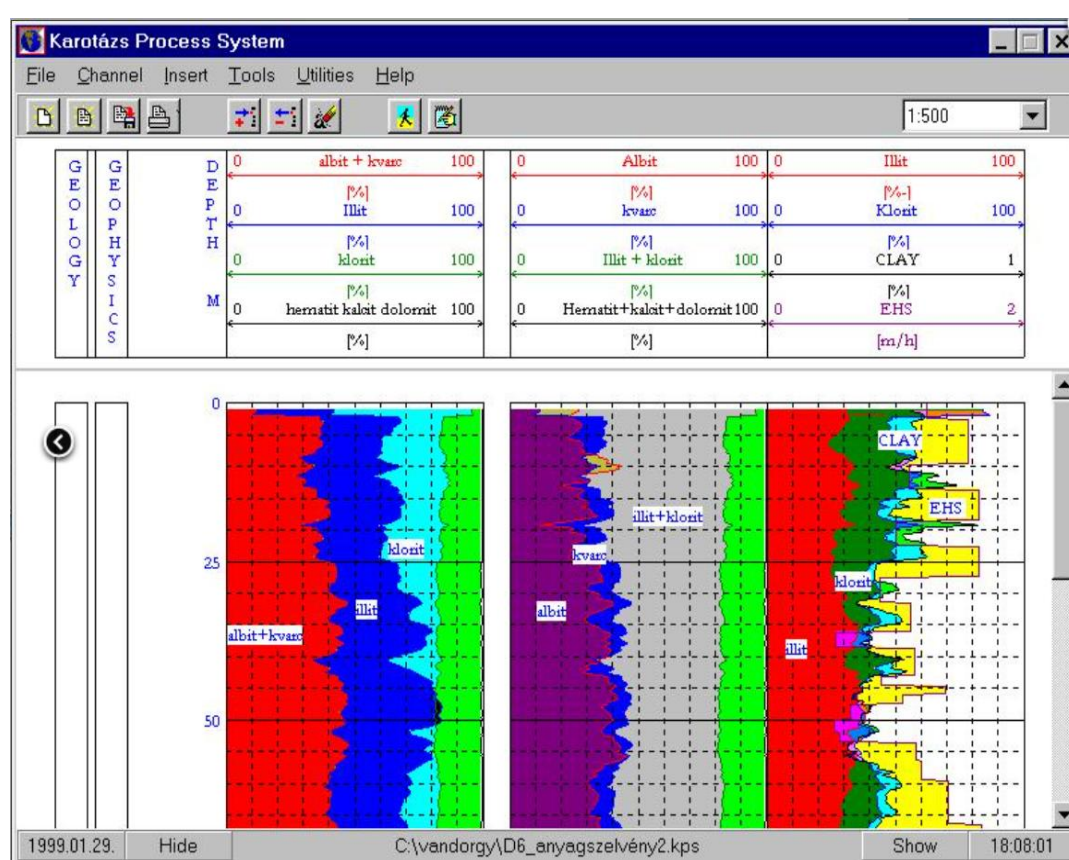 Karotázs Process System
File Channel Insert Tools Utilities Help
1:500
GEOLOGY
GEOPHYSICS
DEPTH M
0 albit + kvarc 100
[%]
0 Illit 100
[%]
0 klorit 100
[%]
0 hematit kalcit dolomit 100
[%]
0 Albit 100
[%]
0 kvarc 100
[%]
0 Illit + klorit 100
[%]
0 Hematit+kalcit+dolomit 100
[%]
0 Illit 100
[%-]
0 Klorit 100
[%]
0 CLAY 1
[%]
0 EHS 2
[m/h]
0
CLAY
EHS
illit+klorit
klorit
kvarc
25
klorit
illit
albit
albit+kvarc
illit
50
1999.01.29. Hide C:\vandorgy\D6_anyagszelvény2.kps Show 18:08:01